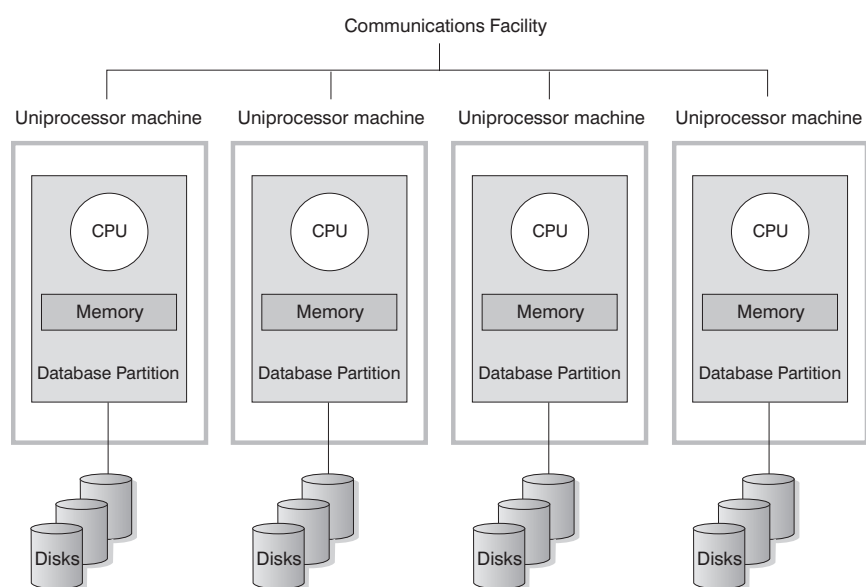 Communications Facility
Uniprocessor machine Uniprocessor machine Uniprocessor machine Uniprocessor machine
CPU CPU CPU CPU
Memory Memory Memory Memory
Database Partition Database Partition Database Partition Database Partition
Disks Disks Disks Disks